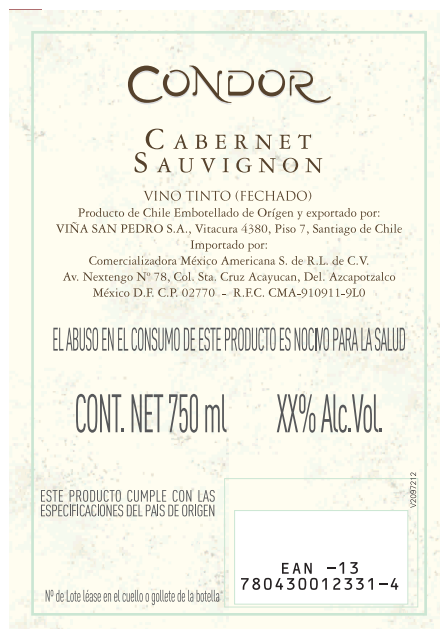 CONDOR
CABERNET
SAUVIGNON
VINO TINTO (FECHADO)
Producto de Chile Embotellado de Orígen y exportado por:
VIÑA SAN PEDRO S.A., Vitacura 4380, Piso 7, Santiago de Chile
Importado por:
Comercializadora México Americana S. de R.L. de C.V.
Av. Nextengo Nº 78, Col. Sta. Cruz Acayucan, Del. Azcapotzalco
México D.F. C.P. 02770 - R.F.C. CMA-910911-9L0
EL ABUSO EN EL CONSUMO DE ESTE PRODUCTO ES NOCIVO PARA LA SALUD
CONT. NET 750 ml XX% Alc.Vol.
ESTE PRODUCTO CUMPLE CON LAS
ESPECIFICACIONES DEL PAIS DE ORIGEN
V2097212
EAN -13
780430012331-4
Nº de Lote léase en el cuello o gollete de la botella